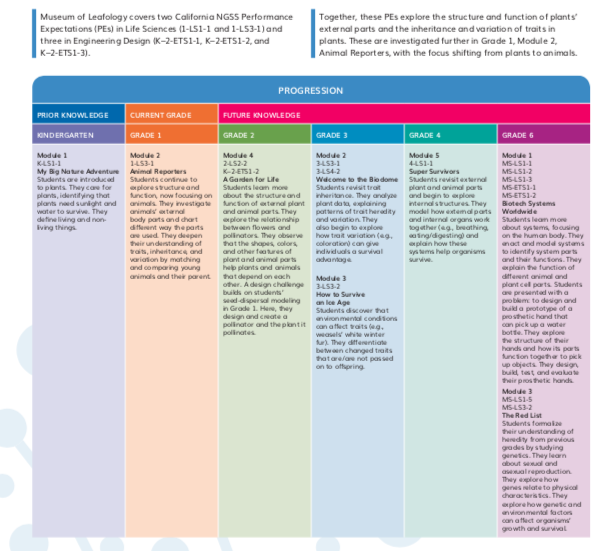 Museum of Leafology covers two California NGSS Performance
Expectations (PEs) in Life Sciences (1-LS1-1 and 1-LS3-1) and
three in Engineering Design (K–2-ETS1-1, K–2-ETS1-2, and
K–2-ETS1-3).
Together, these PEs explore the structure and function of plants'
external parts and the inheritance and variation of traits in
plants. These are investigated further in Grade 1, Module 2,
Animal Reporters, with the focus shifting from plants to animals.
PROGRESSION
PRIOR KNOWLEDGE
CURRENT GRADE
FUTURE KNOWLEDGE
KINDERGARTEN
GRADE 1
GRADE 2
GRADE 3
GRADE 4
GRADE 6
Module 1
K-LS1-1
My Big Nature Adventure
Students are introduced
to plants. They care for
plants, identifying that
plants need sunlight and
water to survive. They
define living and non-
living things.
Module 2
1-LS3-1
Animal Reporters
Students continue to
explore structure and
function, now focusing on
animals. They investigate
animals' external
body parts and chart
different way the parts
are used. They deepen
their understanding of
traits, inheritance, and
variation by matching
and comparing young
animals and their parent.
Module 4
2-LS2-2
K–2-ETS1-2
A Garden for Life
Students learn more
about the structure and
function of external plant
and animal parts. They
explore the relationship
between flowers and
pollinators. They observe
that the shapes, colors,
and other features of
plant and animal parts
help plants and animals
that depend on each
other. A design challenge
builds on students'
seed-dispersal modeling
in Grade 1. Here, they
design and create a
pollinator and the plant it
pollinates.
Module 2
3-LS3-1
3-LS4-2
Welcome to the Biodome
Students revisit trait
inheritance. They analyze
plant data, explaining
patterns of trait heredity
and variation. They
also begin to explore
how trait variation (e.g.,
coloration) can give
individuals a survival
advantage.
Module 3
3-LS3-2
How to Survive
an Ice Age
Students discover that
environmental conditions
can affect traits (e.g.,
weasels' white winter
fur). They differentiate
between changed traits
that are/are not passed
on to offspring.
Module 5
4-LS1-1
Super Survivors
Students revisit external
plant and animal parts
and begin to explore
internal structures. They
model how external parts
and internal organs work
together (e.g., breathing,
eating/digesting) and
explain how these
systems help organisms
survive.
Module 1
MS-LS1-1
MS-LS1-2
MS-LS1-3
MS-ETS1-1
MS-ETS1-2
Biotech Systems
Worldwide
Students learn more
about systems, focusing
on the human body. They
enact and model systems
to identify system parts
and their functions. They
explain the function of
different animal and
plant cell parts. Students
are presented with a
problem: to design and
build a prototype of a
prosthetic hand that
can pick up a water
bottle. They explore
the structure of their
hands and how its parts
function together to pick
up objects. They design,
build, test, and evaluate
their prosthetic hands.
Module 3
MS-LS1-5
MS-LS3-2
The Red List
Students formalize
their understanding of
heredity from previous
grades by studying
genetics. They learn
about sexual and
asexual reproduction.
They explore how
genes relate to physical
characteristics. They
explore how genetic and
environmental factors
can affect organisms'
growth and survival.